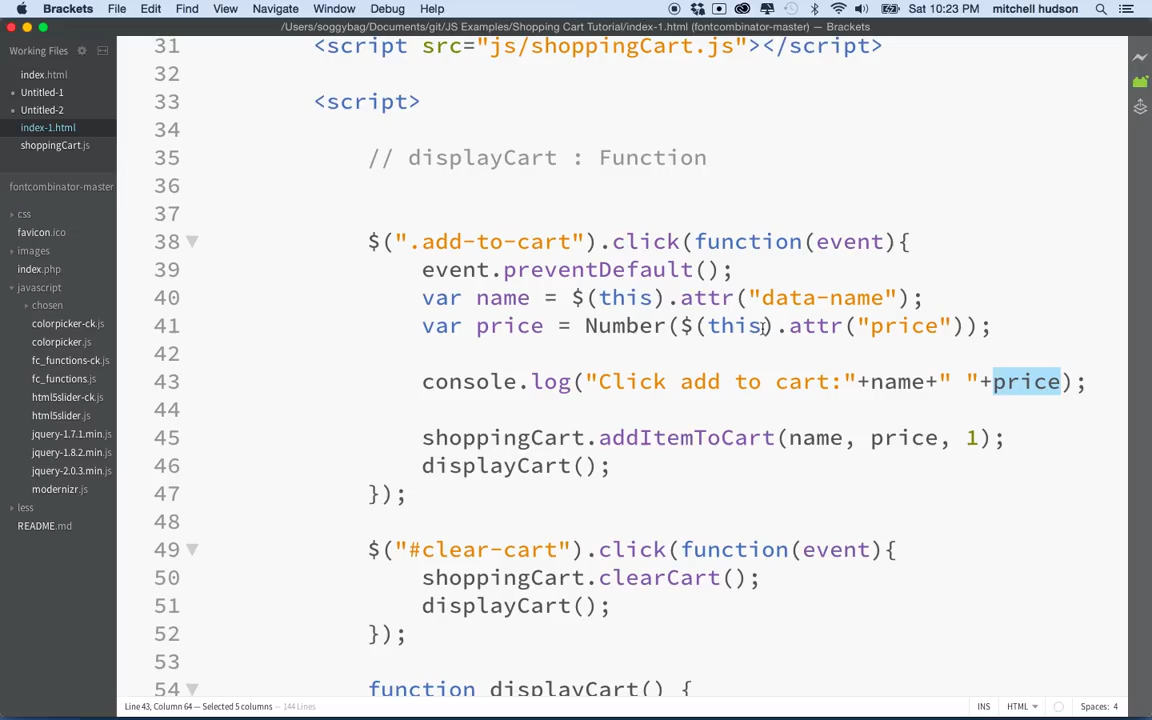 Brackets File Edit Find View Navigate Window Debug Help Sat 10:23 PM mitchell hudson
/Users/soggybag/Documents/git/JS Examples/Shopping Cart Tutorial/index-1.html (fontcombinator-master) — Brackets
Working Files
index.html
Untitled-1
Untitled-2
index-1.html
shoppingCart.js
fontcombinator-master
css
favicon.ico
images
index.php
javascript
chosen
colorpicker-ck.js
colorpicker.js
fc_functions-ck.js
fc_functions.js
html5slider-ck.js
html5slider.js
jquery-1.7.1.min.js
jquery-1.8.2.min.js
jquery-2.0.3.min.js
modernizr.js
less
README.md
31 <script src="js/shoppingCart.js"></script>
32
33 <script>
34
35 // displayCart : Function
36
37
38 $(".add-to-cart").click(function(event){
39 event.preventDefault();
40 var name = $(this).attr("data-name");
41 var price = Number($(this).attr("price"));
42
43 console.log("Click add to cart:"+name+" "+price);
44
45 shoppingCart.addItemToCart(name, price, 1);
46 displayCart();
47 });
48
49 $("#clear-cart").click(function(event){
50 shoppingCart.clearCart();
51 displayCart();
52 });
53
54 function displayCart() {
Line 43, Column 64 — Selected 5 columns — 144 Lines INS HTML Spaces: 4